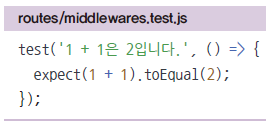 routes/middlewares.test.js
test('1 + 1은 2입니다.', () => {
  expect(1 + 1).toEqual(2);
});